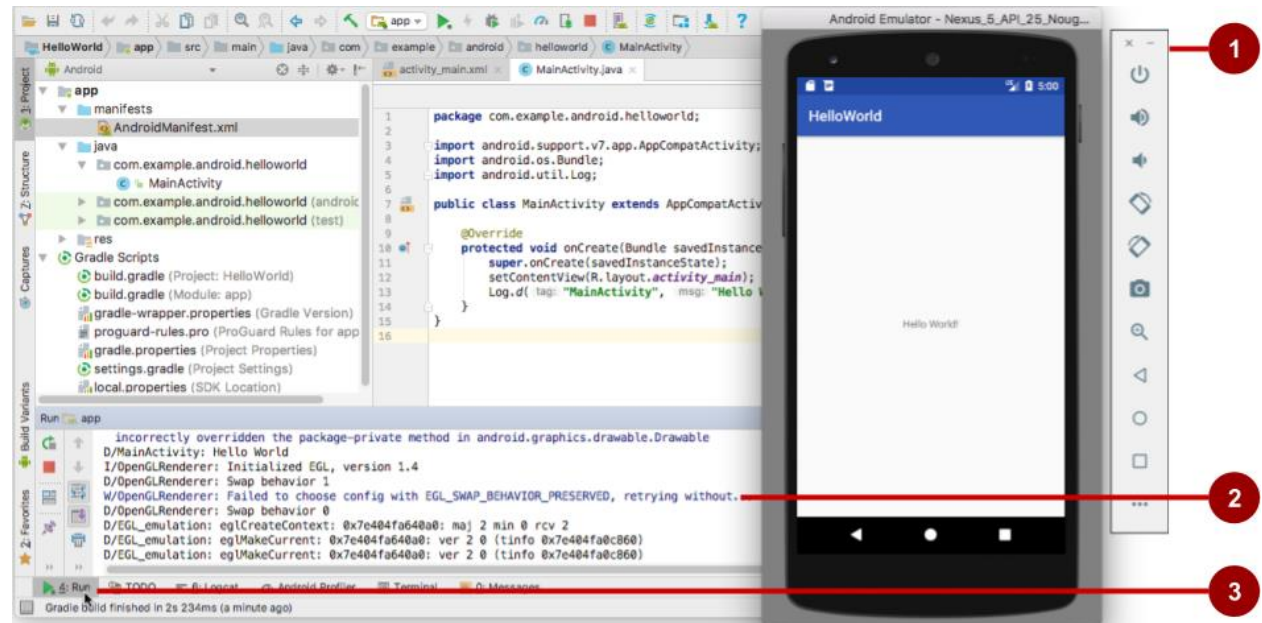 app
Android Emulator - Nexus_5_API_25_Noug...
HelloWorld app src main java com example android helloworld MainActivity
1
1: Project
Android
activity_main.xml
MainActivity.java
app
manifests
AndroidManifest.xml
java
com.example.android.helloworld
MainActivity
com.example.android.helloworld (androic
com.example.android.helloworld (test)
res
Gradle Scripts
build.gradle (Project: HelloWorld)
build.gradle (Module: app)
gradle-wrapper.properties (Gradle Version)
proguard-rules.pro (ProGuard Rules for app
gradle.properties (Project Properties)
settings.gradle (Project Settings)
local.properties (SDK Location)
Z: Structure
Captures
Build Variants
2: Favorites
1 package com.example.android.helloworld;
2
3 import android.support.v7.app.AppCompatActivity;
4 import android.os.Bundle;
5 import android.util.Log;
6
7 public class MainActivity extends AppCompatActiv
8
9 @Override
10 protected void onCreate(Bundle savedInstance
11 super.onCreate(savedInstanceState);
12 setContentView(R.layout.activity_main);
13 Log.d( tag: "MainActivity", msg: "Hello W
14 }
15 }
16
5:00
HelloWorld
Hello World!
Run app
incorrectly overridden the package-private method in android.graphics.drawable.Drawable
D/MainActivity: Hello World
I/OpenGLRenderer: Initialized EGL, version 1.4
D/OpenGLRenderer: Swap behavior 1
W/OpenGLRenderer: Failed to choose config with EGL_SWAP_BEHAVIOR_PRESERVED, retrying without.
2
D/OpenGLRenderer: Swap behavior 0
D/EGL_emulation: eglCreateContext: 0x7e404fa640a0: maj 2 min 0 rcv 2
D/EGL_emulation: eglMakeCurrent: 0x7e404fa640a0: ver 2 0 (tinfo 0x7e404fa0c860)
D/EGL_emulation: eglMakeCurrent: 0x7e404fa640a0: ver 2 0 (tinfo 0x7e404fa0c860)
4: Run TODO 6: Logcat Android Profiler Terminal 0: Messages
3
Gradle build finished in 2s 234ms (a minute ago)